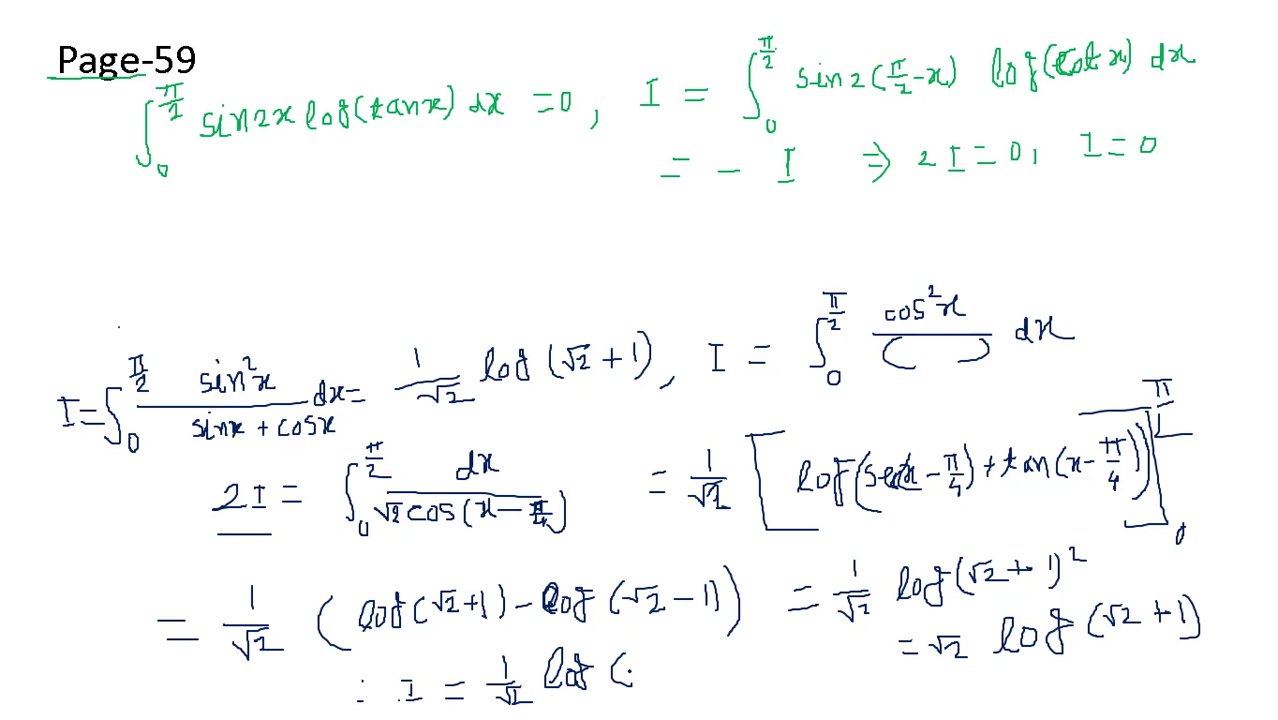 Page-59
∫₀^{π/2} sin2x log(tanx) dx = 0, I = ∫₀^{π/2} sin2(π/2 - x) log(cotx) dx
= - I ⇒ 2I = 0, I = 0
I = ∫₀^{π/2} sin²x / (sinx + cosx) dx = 1/√2 log(√2 + 1), I = ∫₀^{π/2} cos²x / ( ) dx
2I = ∫₀^{π/2} dx / (√2 cos(x - π/4)) = 1/√2 [log(sec(x - π/4) + tan(x - π/4))]₀^π
= 1/√2 (log(√2+1) - log(√2-1)) = 1/√2 log(√2+1)²
= √2 log(√2+1)
∴ I = 1/√2 log(